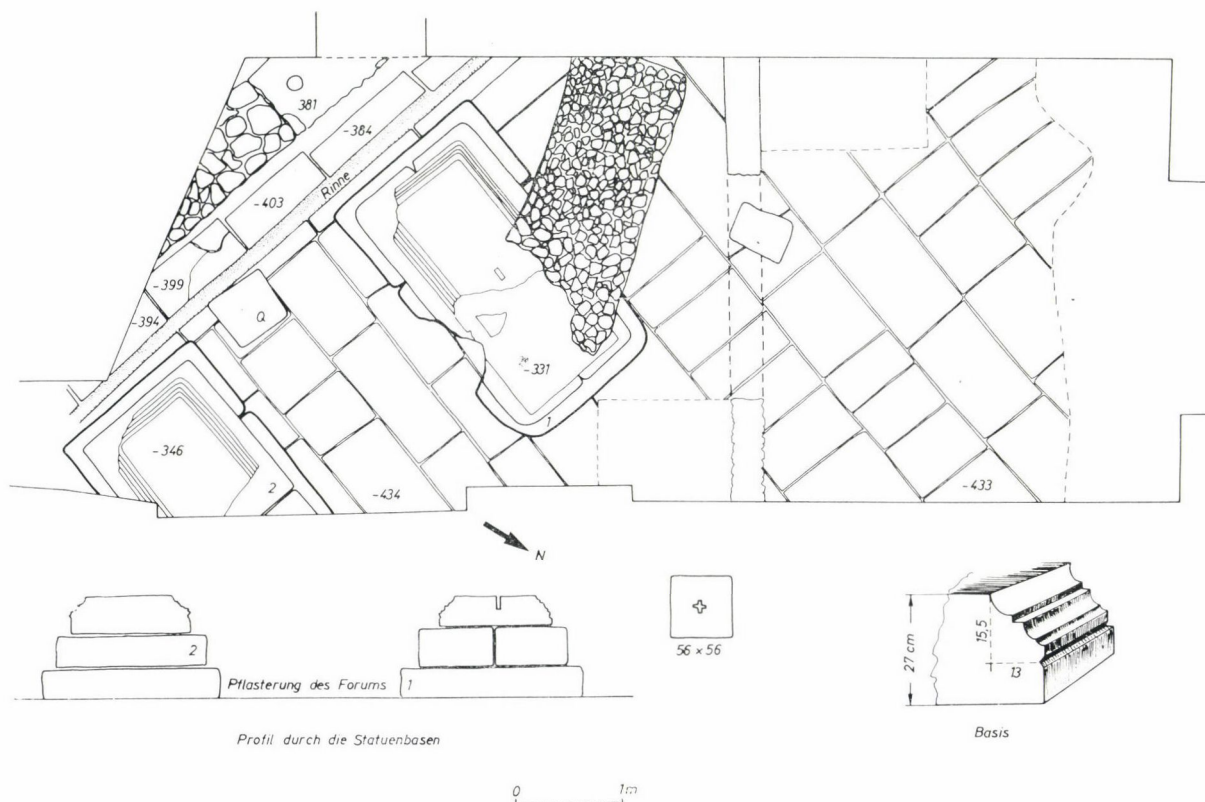 381
-384
Rinne
-403
-399
-394
Q
-331
1
-346
2
-434
-433
N
2
Pflasterung des Forums 1
56 x 56
27 cm
15,5
13
Profil durch die Statuenbasen
Basis
0 1m